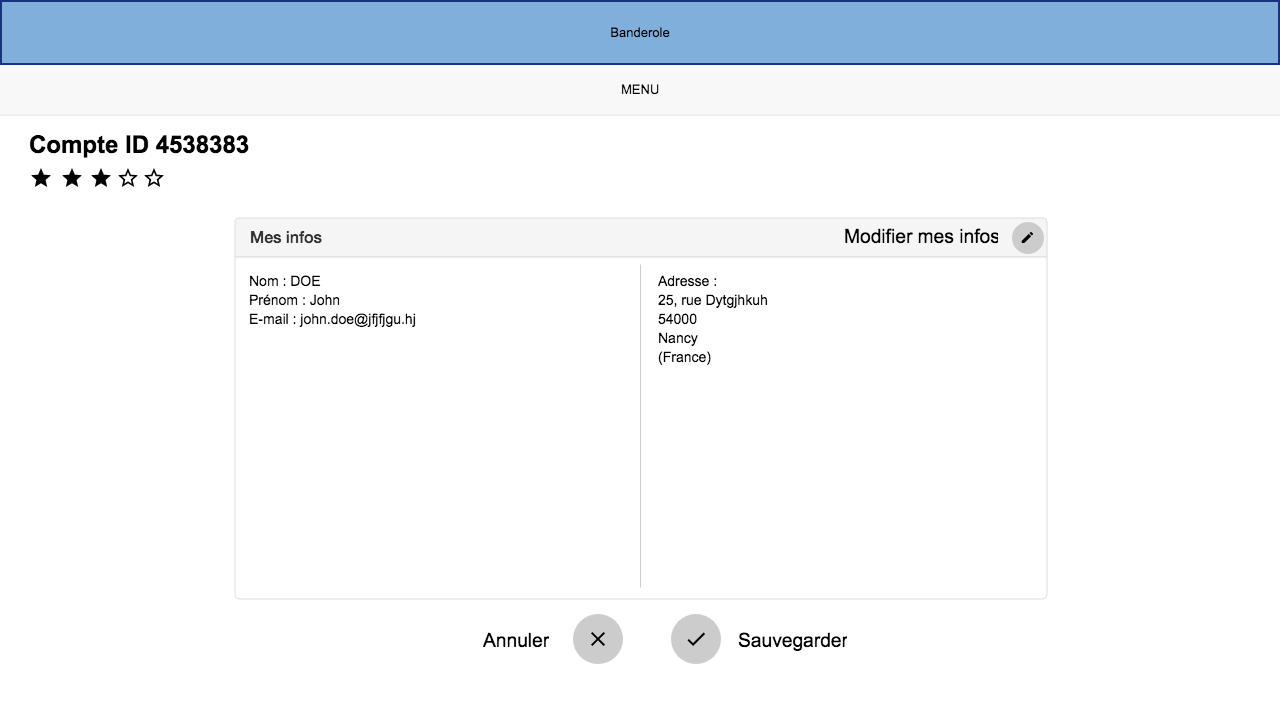 Banderole
MENU
Compte ID 4538383
Mes infos
Modifier mes infos
Nom : DOE
Prénom : John
E-mail : john.doe@jfjfjgu.hj
Adresse :
25, rue Dytgjhkuh
54000
Nancy
(France)
Annuler
Sauvegarder